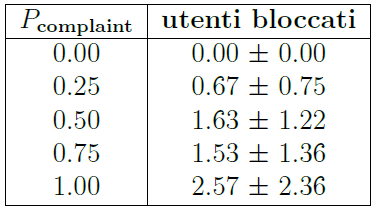 P_complaint utenti bloccati
0.00 0.00 ± 0.00
0.25 0.67 ± 0.75
0.50 1.63 ± 1.22
0.75 1.53 ± 1.36
1.00 2.57 ± 2.36